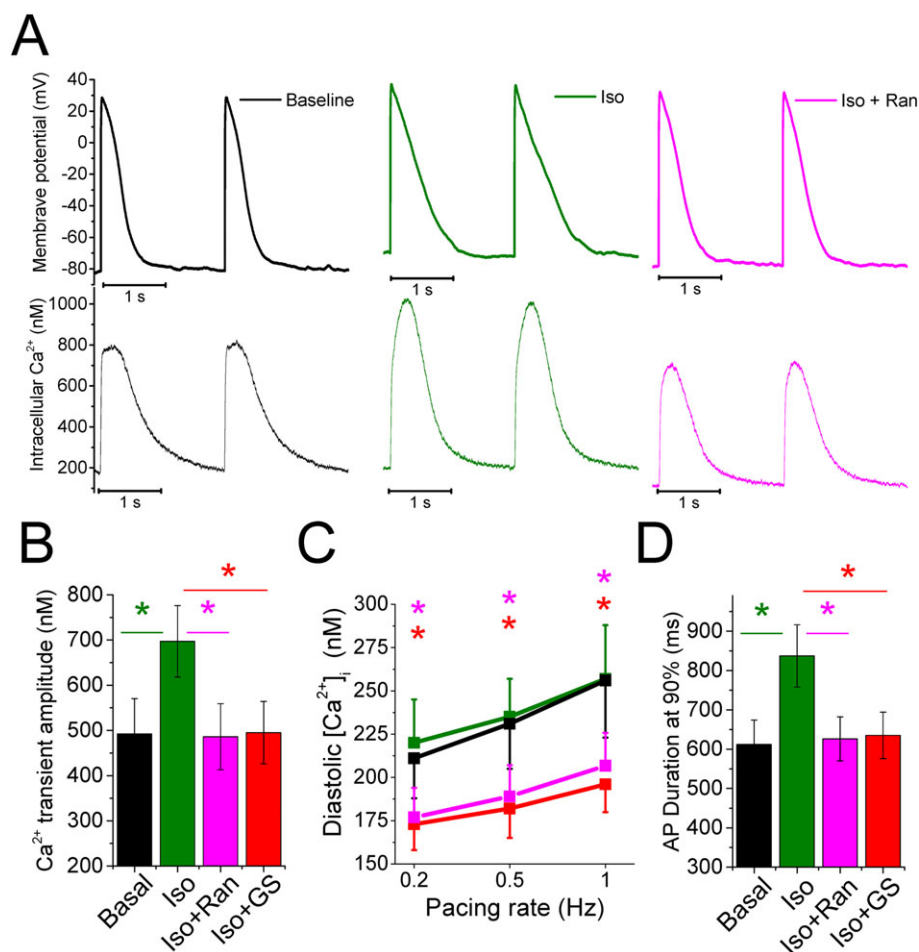 A
Membrave potential (mV)
40
20
0
-20
-40
-60
-80
Baseline
Iso
Iso + Ran
1 s
1 s
1 s
Intracellular Ca²⁺ (nM)
1000
800
600
400
200
1 s
1 s
1 s
B
Ca²⁺ transient amplitude (nM)
800
700
600
500
400
300
200
*
*
*
Basal
Iso
Iso+Ran
Iso+GS
C
Diastolic [Ca²⁺]i (nM)
300
275
250
225
200
175
150
* * *
* * *
0.2 0.5 1
Pacing rate (Hz)
D
AP Duration at 90% (ms)
900
800
700
600
500
400
300
*
*
*
Basal
Iso
Iso+Ran
Iso+GS